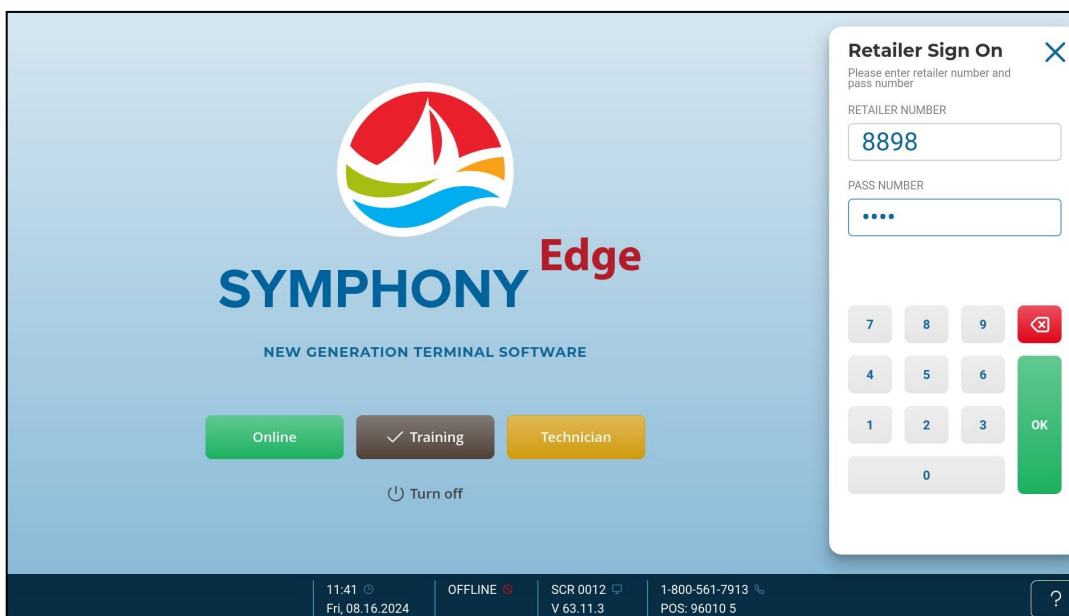 SYMPHONY Edge
NEW GENERATION TERMINAL SOFTWARE
Online
Training
Technician
Turn off
Retailer Sign On
Please enter retailer number and
pass number
RETAILER NUMBER
8898
PASS NUMBER
••••
7 8 9
4 5 6
1 2 3 OK
0
11:41 OFFLINE SCR 0012 1-800-561-7913
Fri, 08.16.2024 V 63.11.3 POS: 96010 5
?